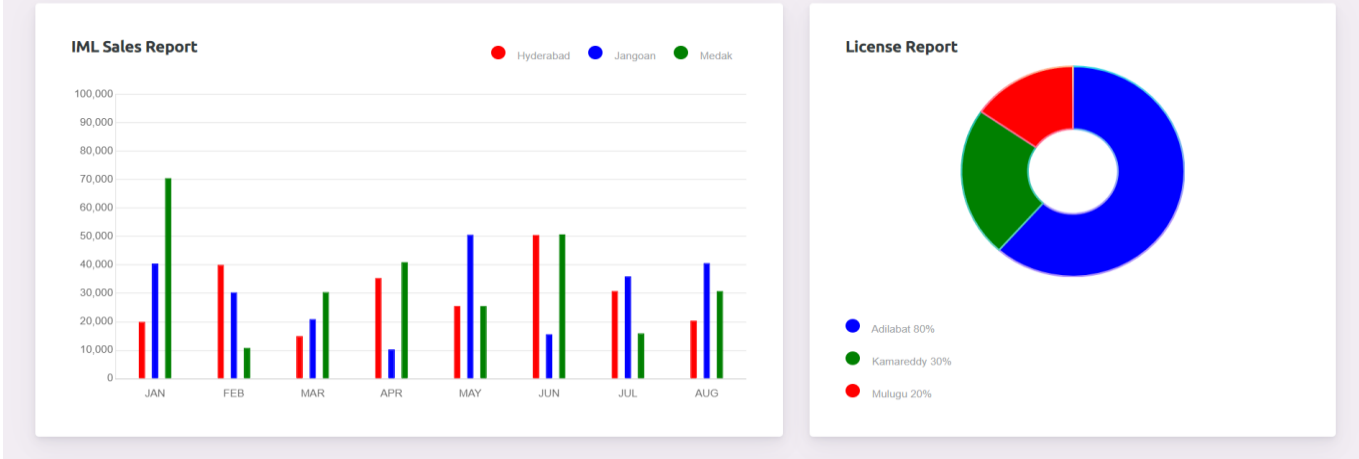 IML Sales Report
Hyderabad Jangoan Medak
100,000
90,000
80,000
70,000
60,000
50,000
40,000
30,000
20,000
10,000
0
JAN FEB MAR APR MAY JUN JUL AUG
License Report
Adilabat 80%
Kamareddy 30%
Mulugu 20%